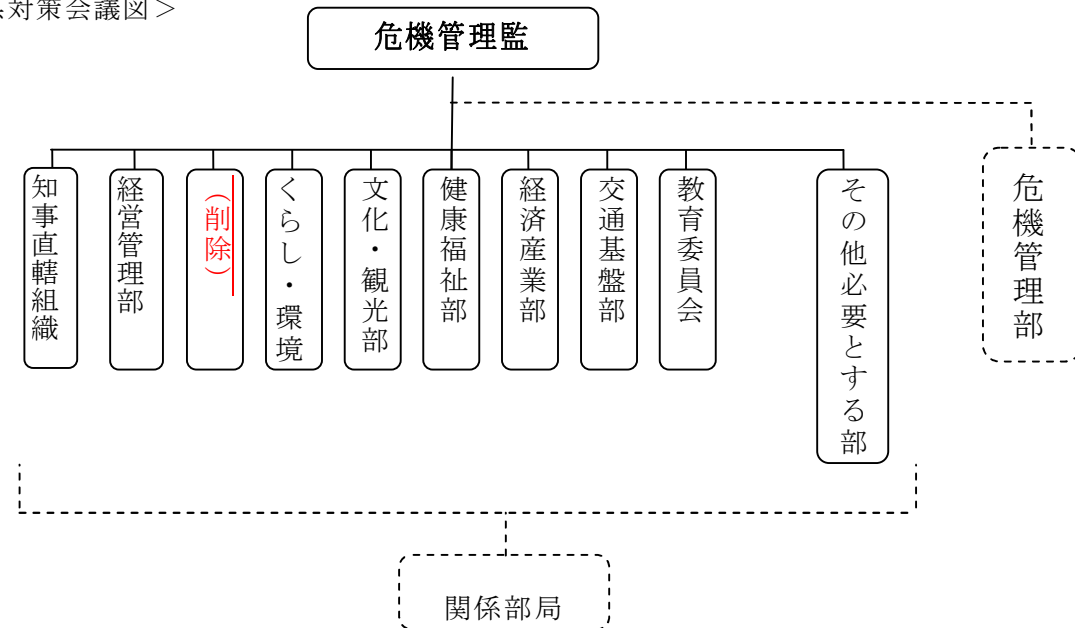 対策会議図>
危機管理監
知事直轄組織
経営管理部
(削除)
くらし・環境
文化・観光部
健康福祉部
経済産業部
交通基盤部
教育委員会
その他必要とする部
危機管理部
関係部局